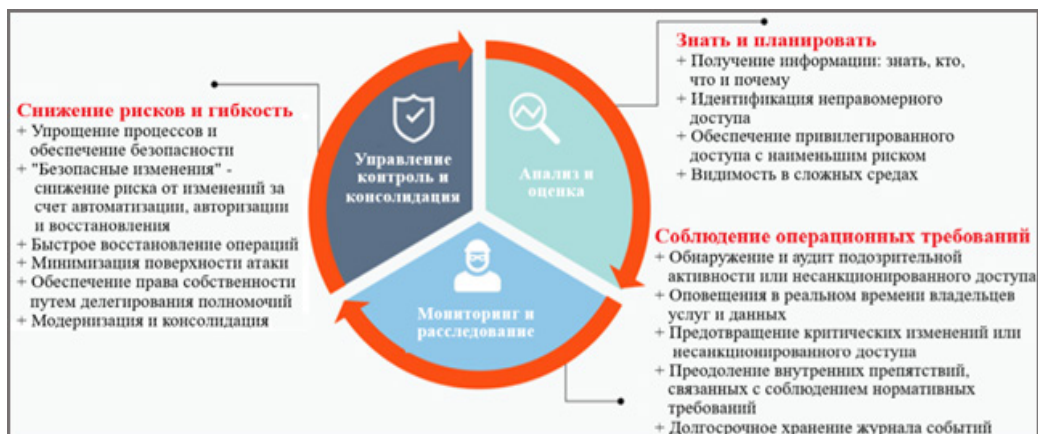 Снижение рисков и гибкость
+ Упрощение процессов и
обеспечение безопасности
+ "Безопасные изменения" -
снижение риска от изменений за
счет автоматизации, авторизации
и восстановления
+ Быстрое восстановление операций
+ Минимизация поверхности атаки
+ Обеспечение права собственности
путем делегирования полномочий
+ Модернизация и консолидация
Управление
контроль и
консолидация
Анализ и
оценка
Мониторинг и
расследование
Знать и планировать
+ Получение информации: знать, кто,
что и почему
+ Идентификация неправомерного
доступа
+ Обеспечение привилегированного
доступа с наименьшим риском
+ Видимость в сложных средах
Соблюдение операционных требований
+ Обнаружение и аудит подозрительной
активности или несанкционированного доступа
+ Оповещения в реальном времени владельцев
услуг и данных
+ Предотвращение критических изменений или
несанкционированного доступа
+ Преодоление внутренних препятствий,
связанных с соблюдением нормативных
требований
+ Долгосрочное хранение журнала событий